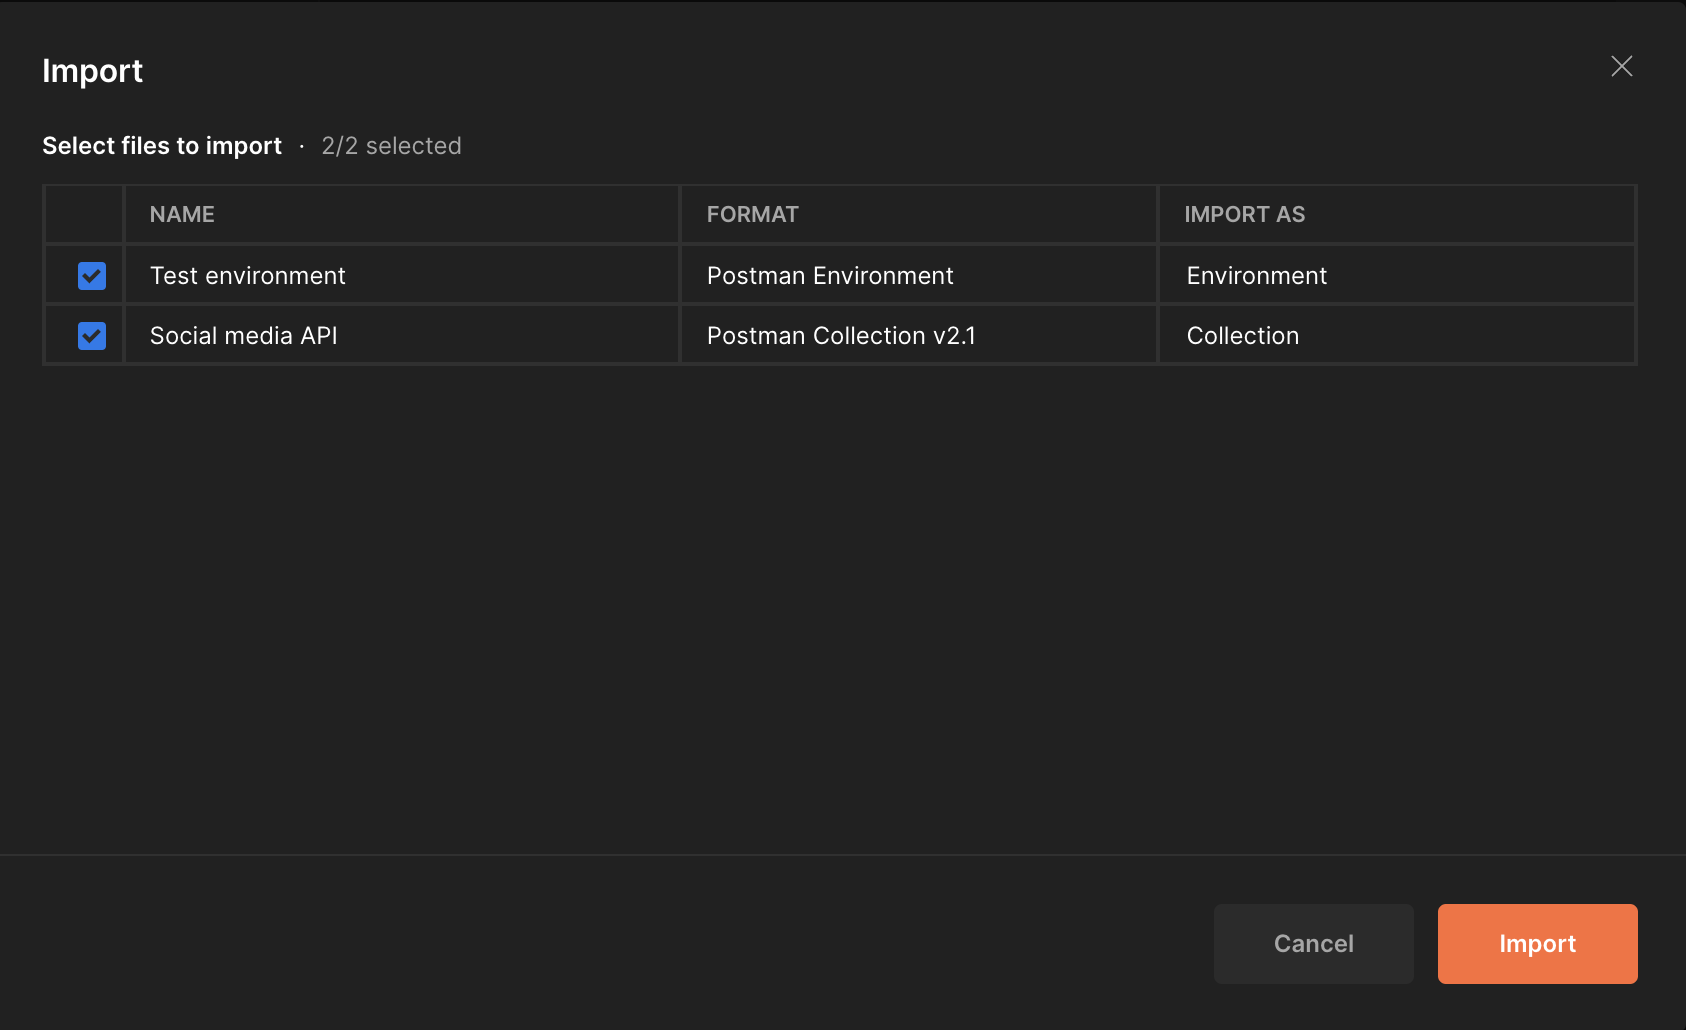 Import
Select files to import · 2/2 selected
NAME FORMAT IMPORT AS
Test environment Postman Environment Environment
Social media API Postman Collection v2.1 Collection
Cancel Import